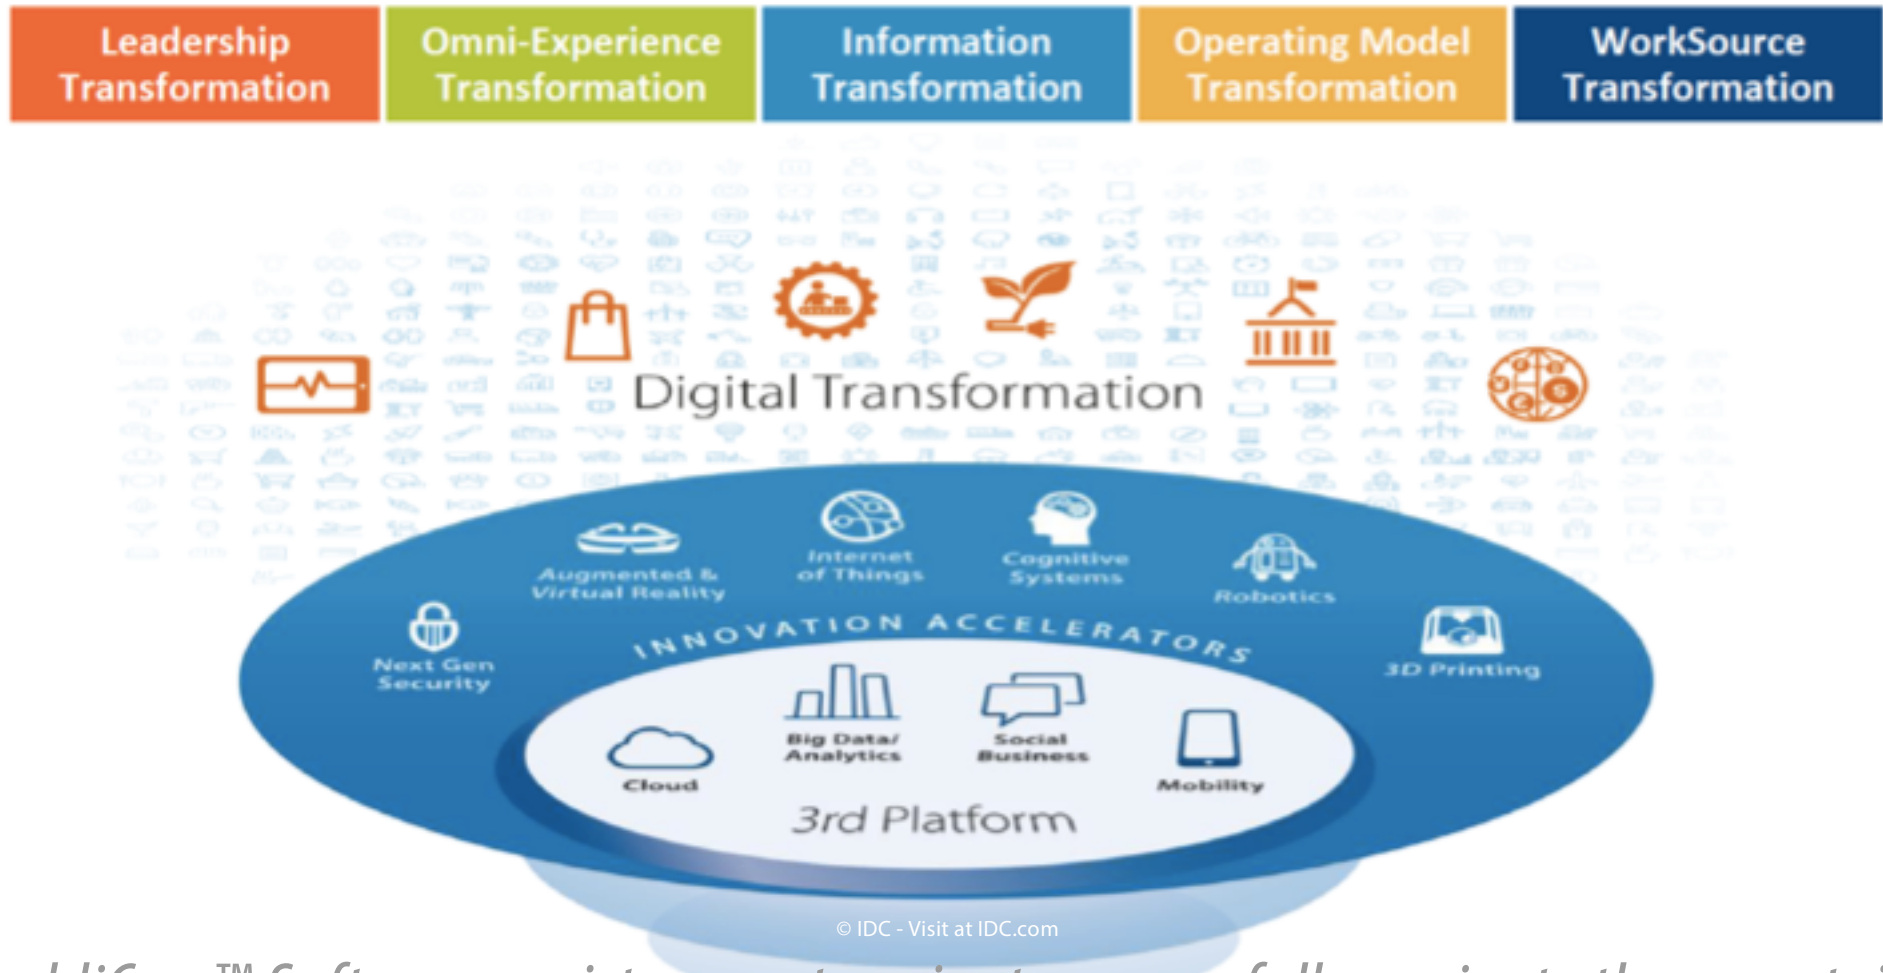 Leadership
Transformation
Omni-Experience
Transformation
Information
Transformation
Operating Model
Transformation
WorkSource
Transformation
Digital Transformation
Augmented &
Virtual Reality
Internet
of Things
Cognitive
Systems
Robotics
Next Gen
Security
3D Printing
INNOVATION ACCELERATORS
Cloud
Big Data/
Analytics
Social
Business
Mobility
3rd Platform
© IDC - Visit at IDC.com